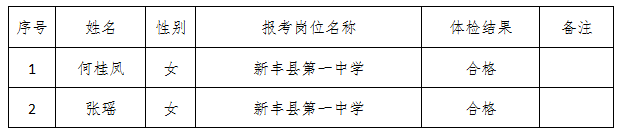 序号 姓名 性别 报考岗位名称 体检结果 备注
1 何桂凤 女 新丰县第一中学 合格
2 张瑶 女 新丰县第一中学 合格